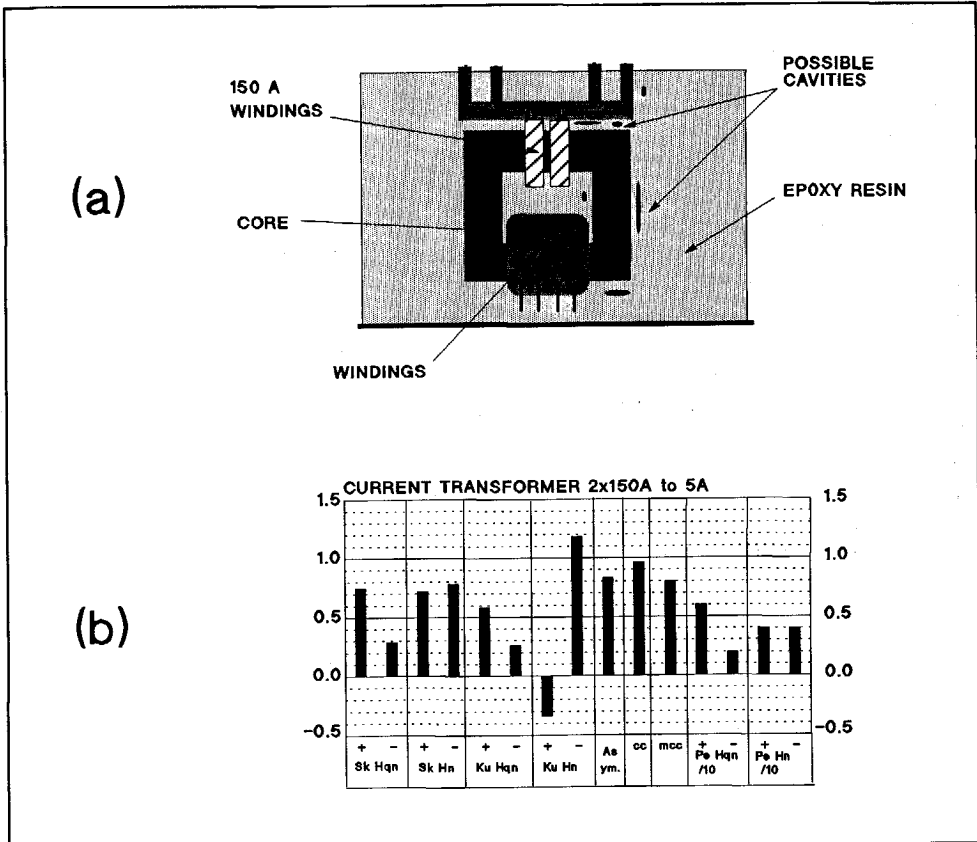 (a)
150 A
WINDINGS
CORE
WINDINGS
POSSIBLE
CAVITIES
EPOXY RESIN
(b)
CURRENT TRANSFORMER 2x150A to 5A
1.5
1.0
0.5
0.0
-0.5
1.5
1.0
0.5
0.0
-0.5
+ - + - + - + - As cc mcc + - + -
Sk Hqn Sk Hn Ku Hqn Ku Hn ym. Pe Hqn Pe Hn
/10 /10